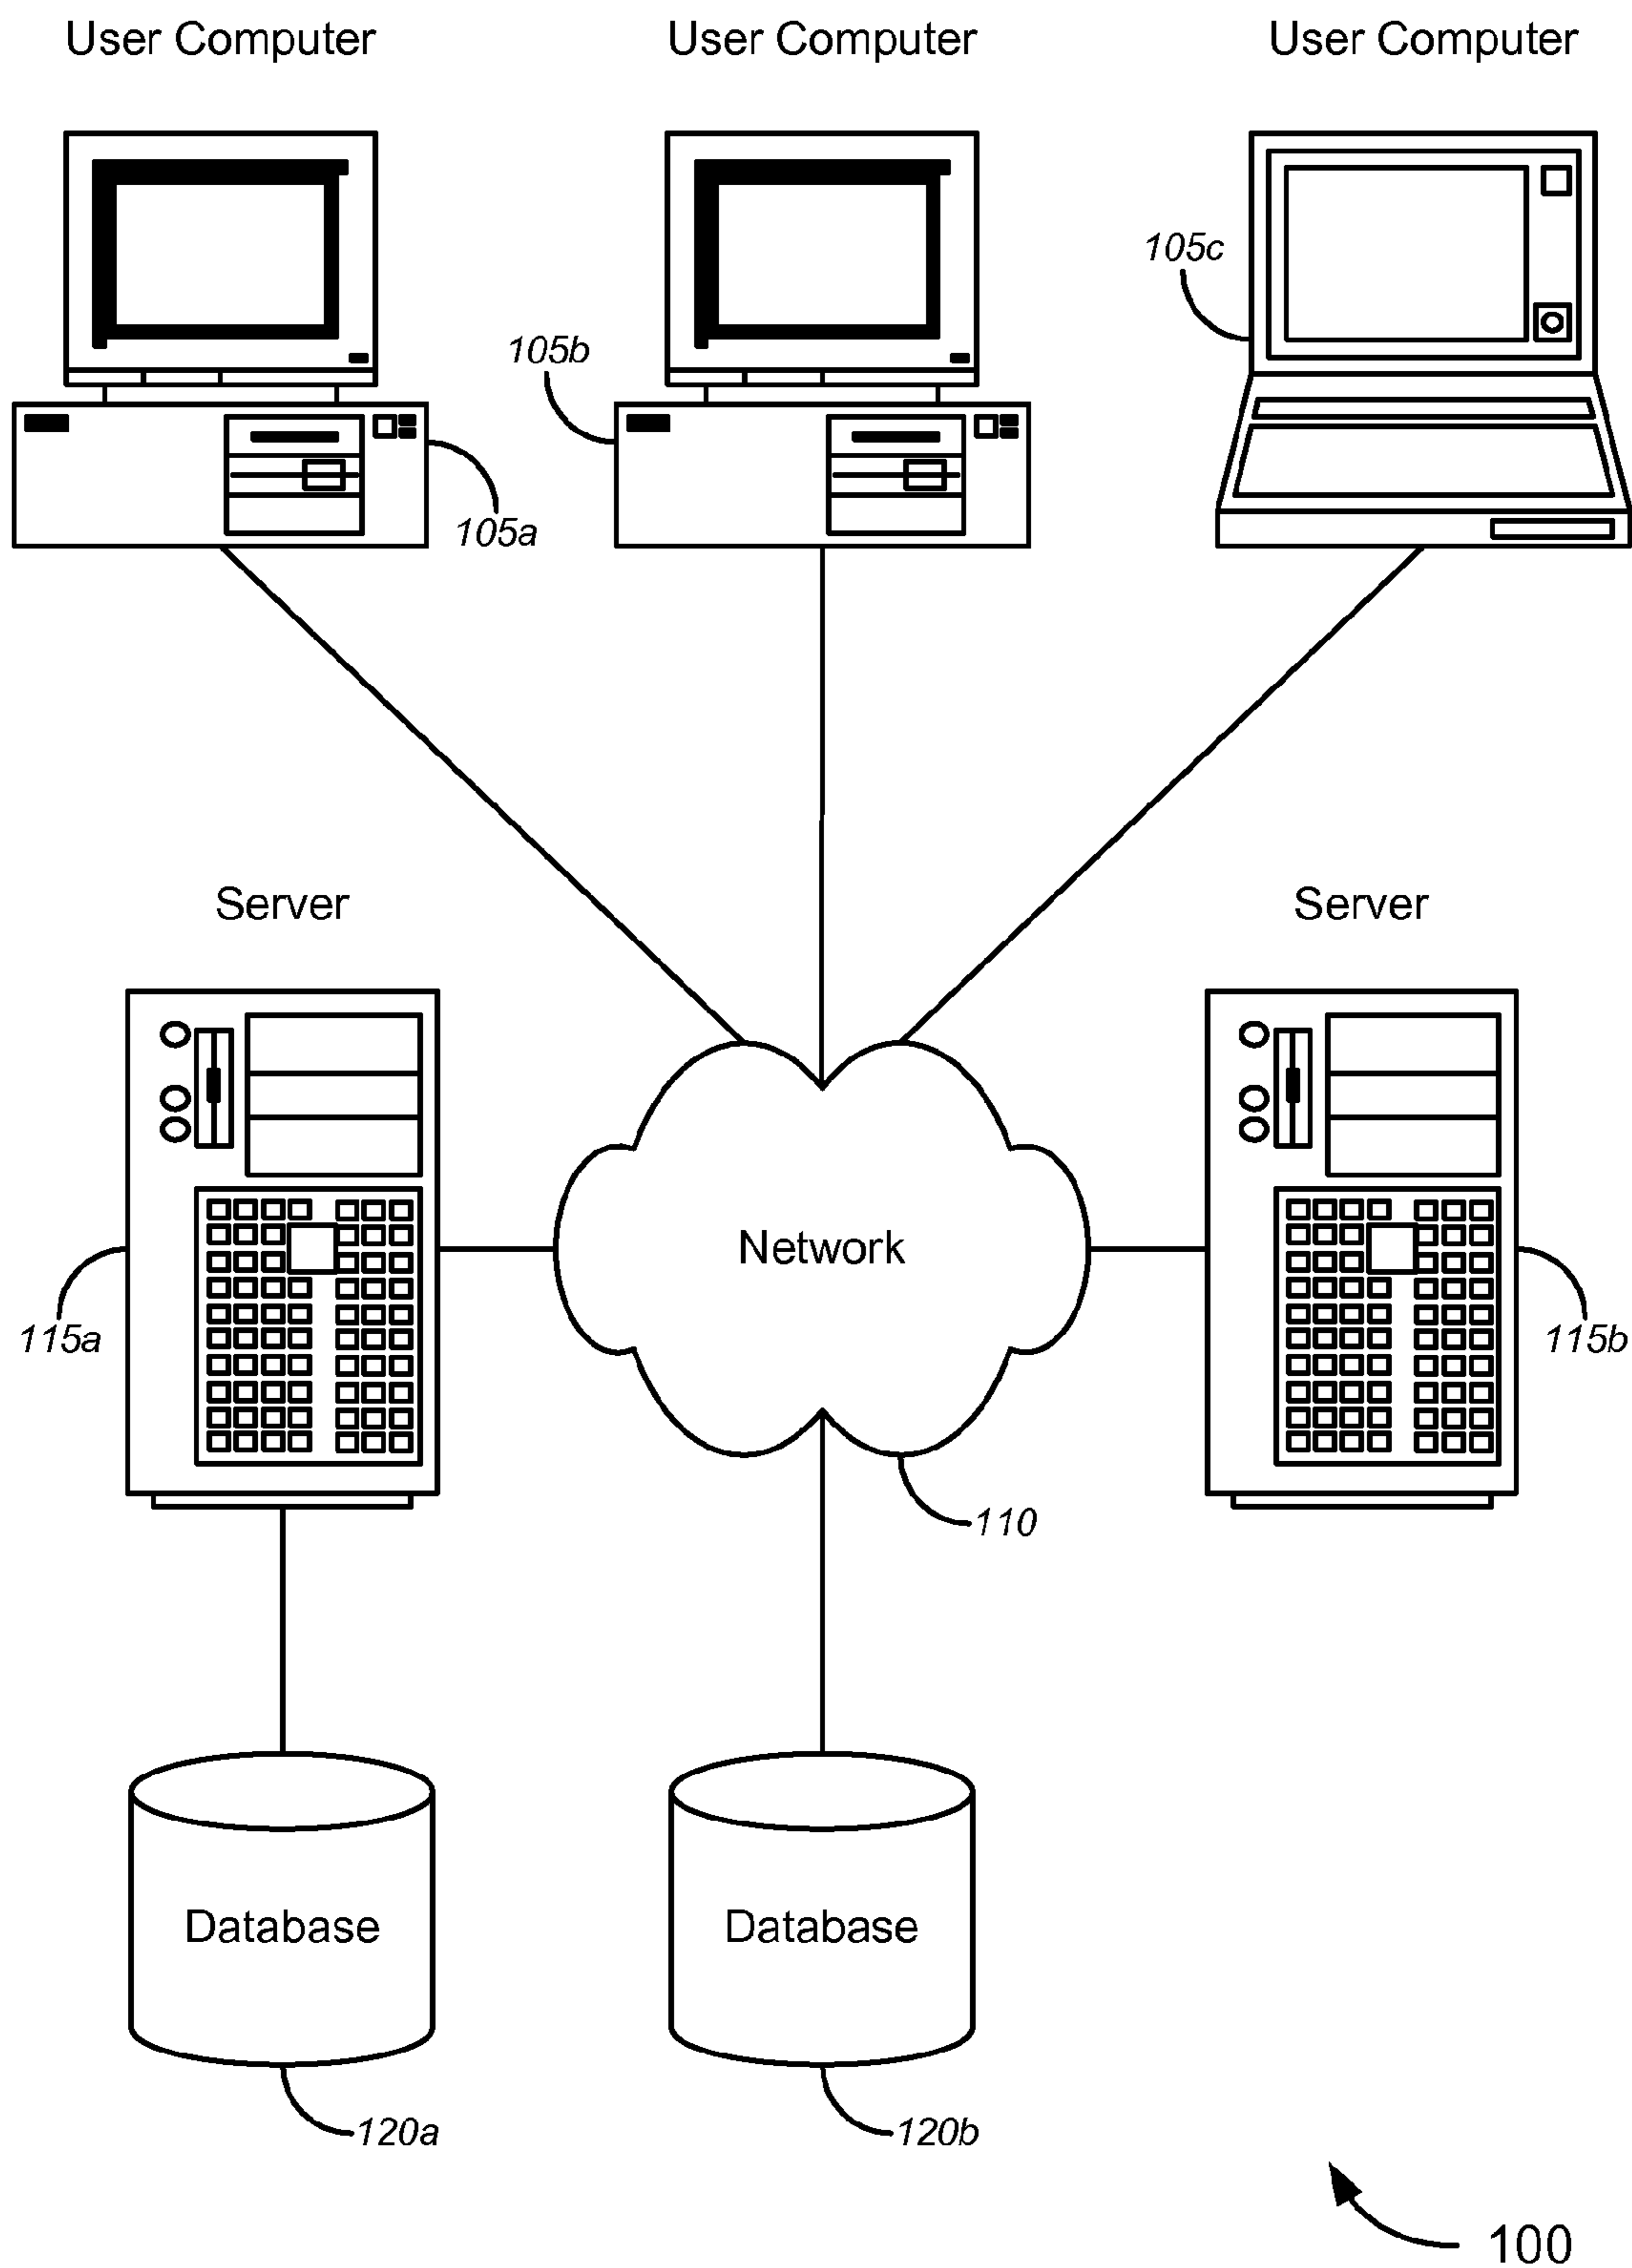 User Computer
User Computer
User Computer
105c
105b
105a
Server
Server
Network
115a
115b
110
Database
Database
120a
120b
100